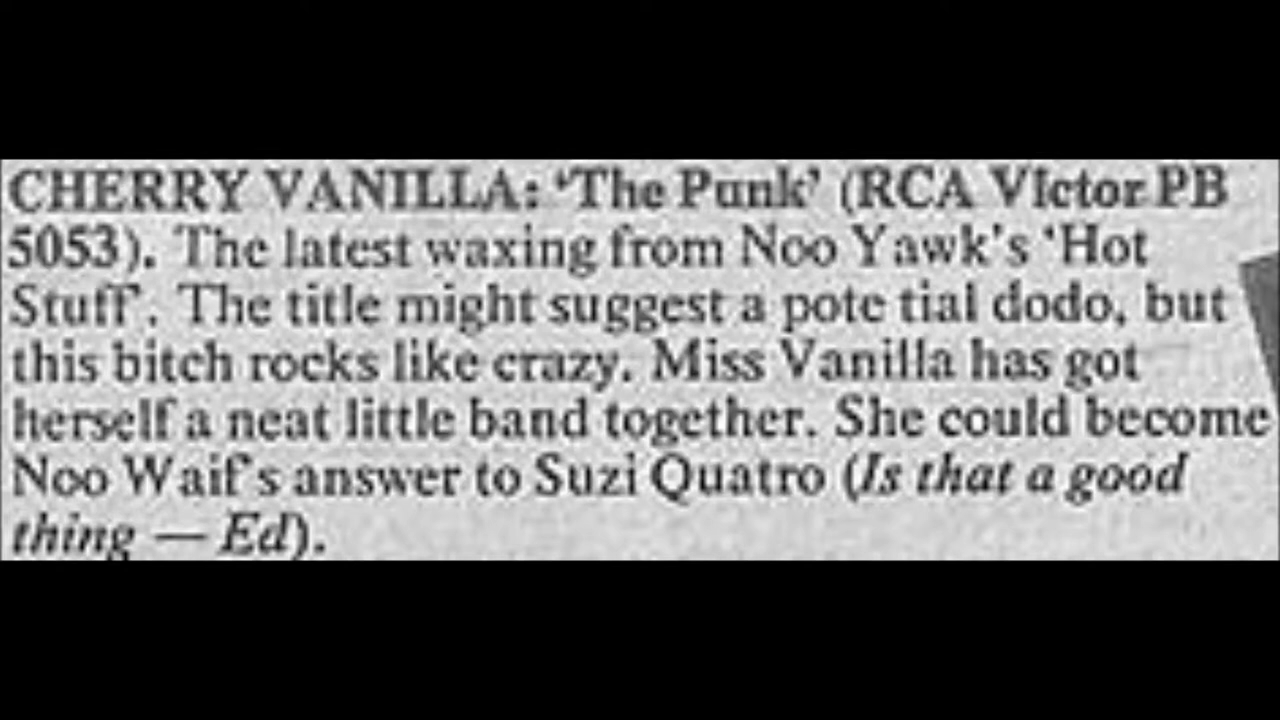 CHERRY VANILLA: 'The Punk' (RCA Victor PB
5053). The latest waxing from Noo Yawk's 'Hot
Stuff'. The title might suggest a pote tial dodo, but
this bitch rocks like crazy. Miss Vanilla has got
herself a neat little band together. She could become
Noo Waif's answer to Suzi Quatro (Is that a good
thing — Ed).